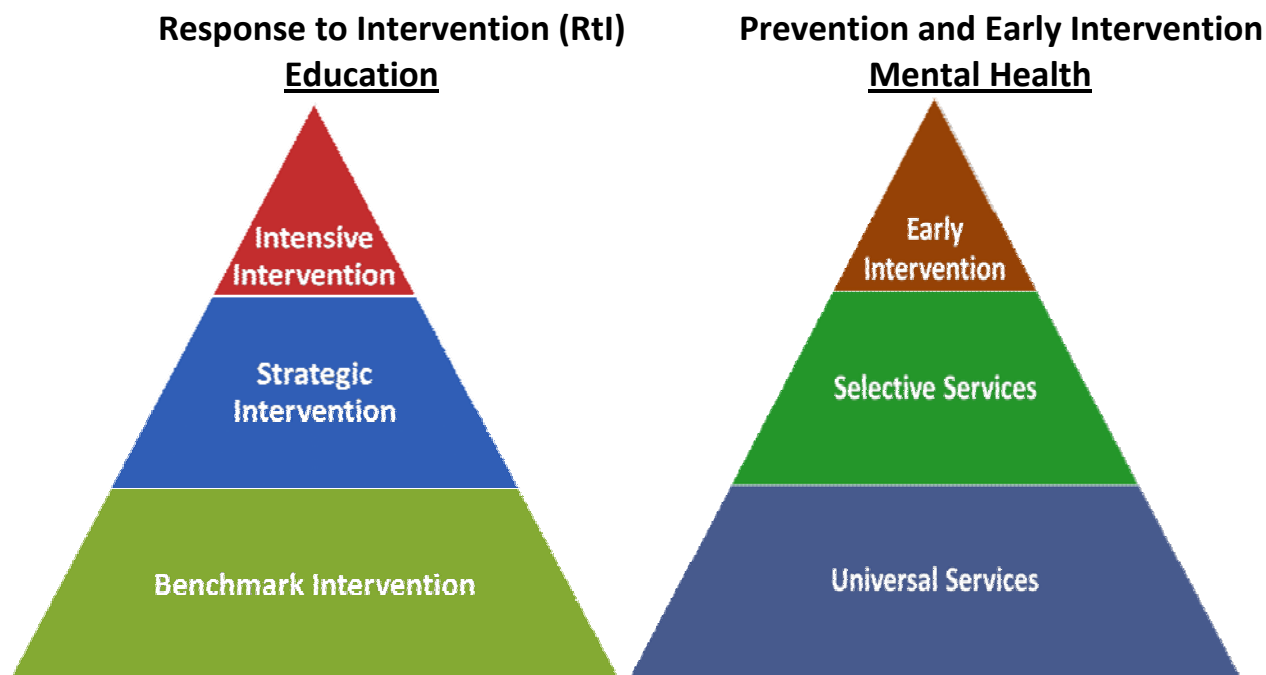 Response to Intervention (RtI)
Education
Intensive
Intervention
Strategic
Intervention
Benchmark Intervention
Prevention and Early Intervention
Mental Health
Early
Intervention
Selective Services
Universal Services